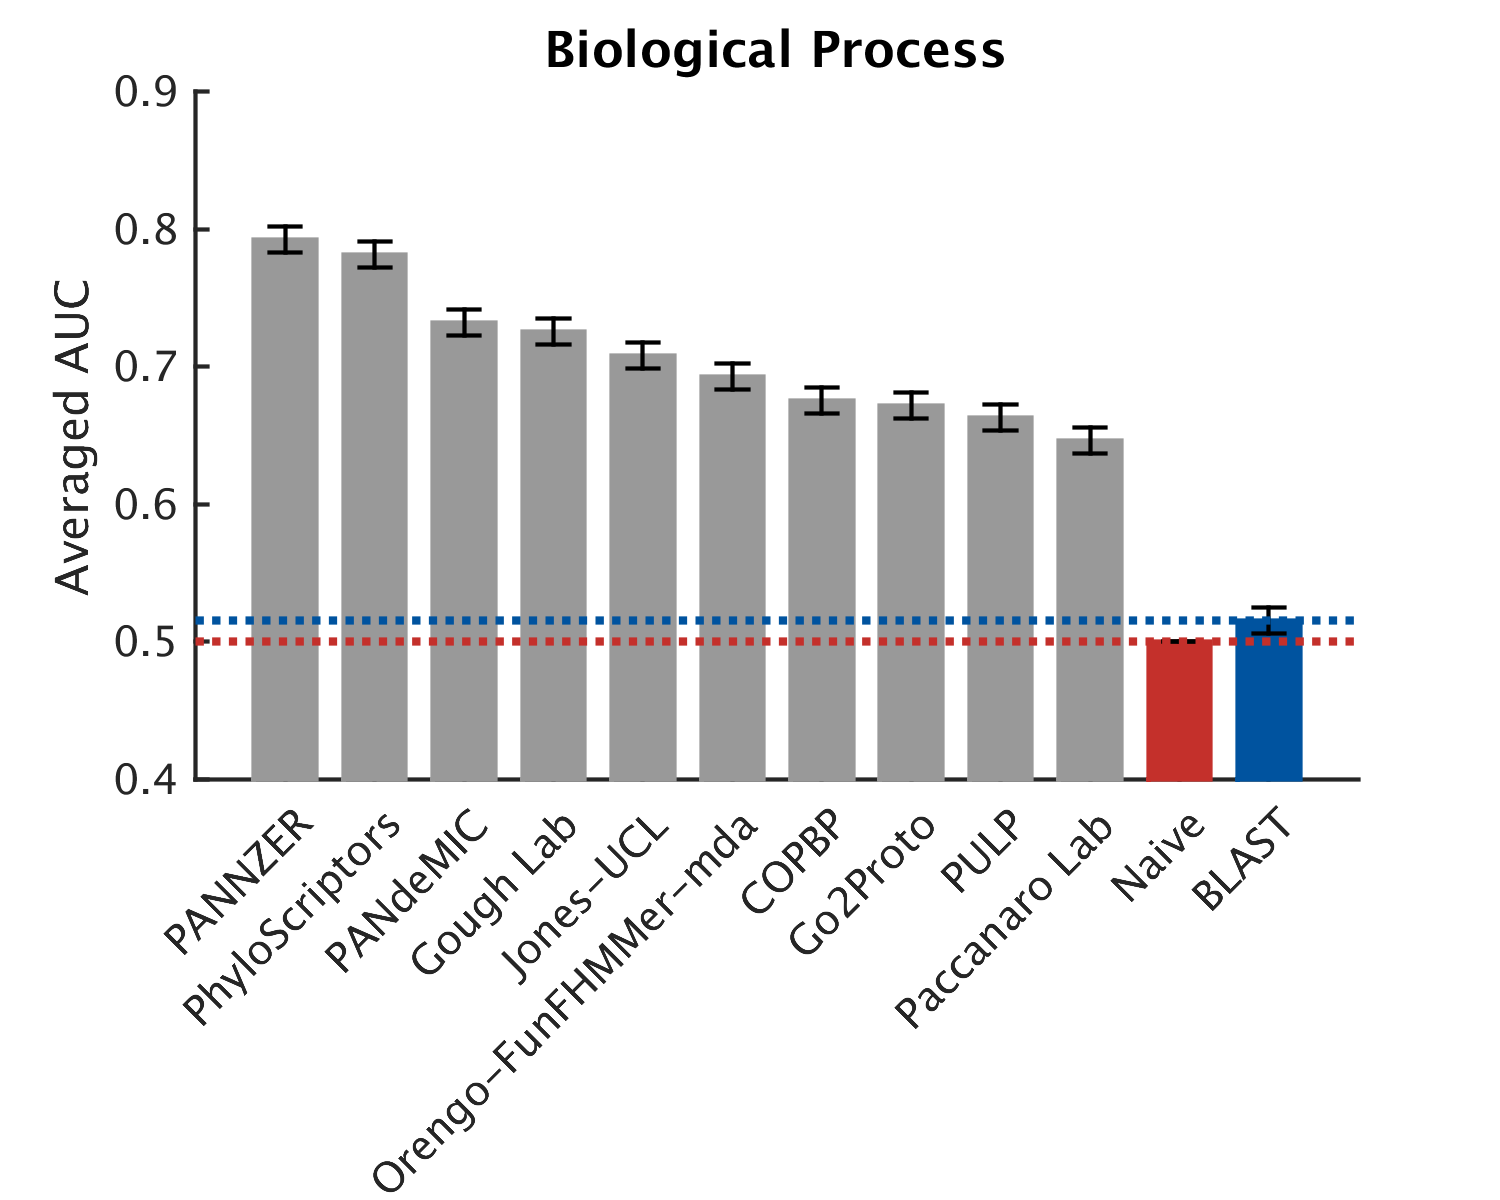 Biological Process
Averaged AUC
0.9
0.8
0.7
0.6
0.5
0.4
PANNZER
PhyloScriptors
PANdeMIC
Gough Lab
Jones-UCL
Orengo-FunFHMMer-mda
COPBP
Go2Proto
PULP
Paccanaro Lab
Naive
BLAST